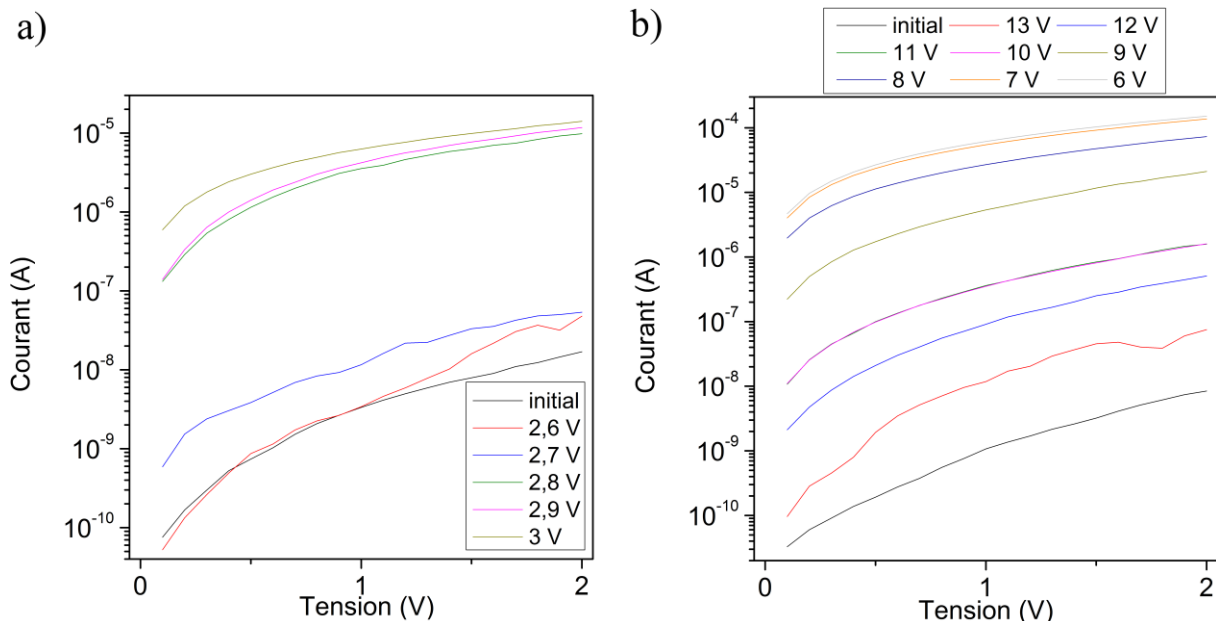 a)
Courant (A)
10⁻⁵
10⁻⁶
10⁻⁷
10⁻⁸
10⁻⁹
10⁻¹⁰
initial
2,6 V
2,7 V
2,8 V
2,9 V
3 V
0 1 2
Tension (V)
b)
initial 13 V 12 V
11 V 10 V 9 V
8 V 7 V 6 V
Courant (A)
10⁻⁴
10⁻⁵
10⁻⁶
10⁻⁷
10⁻⁸
10⁻⁹
10⁻¹⁰
0 1 2
Tension (V)